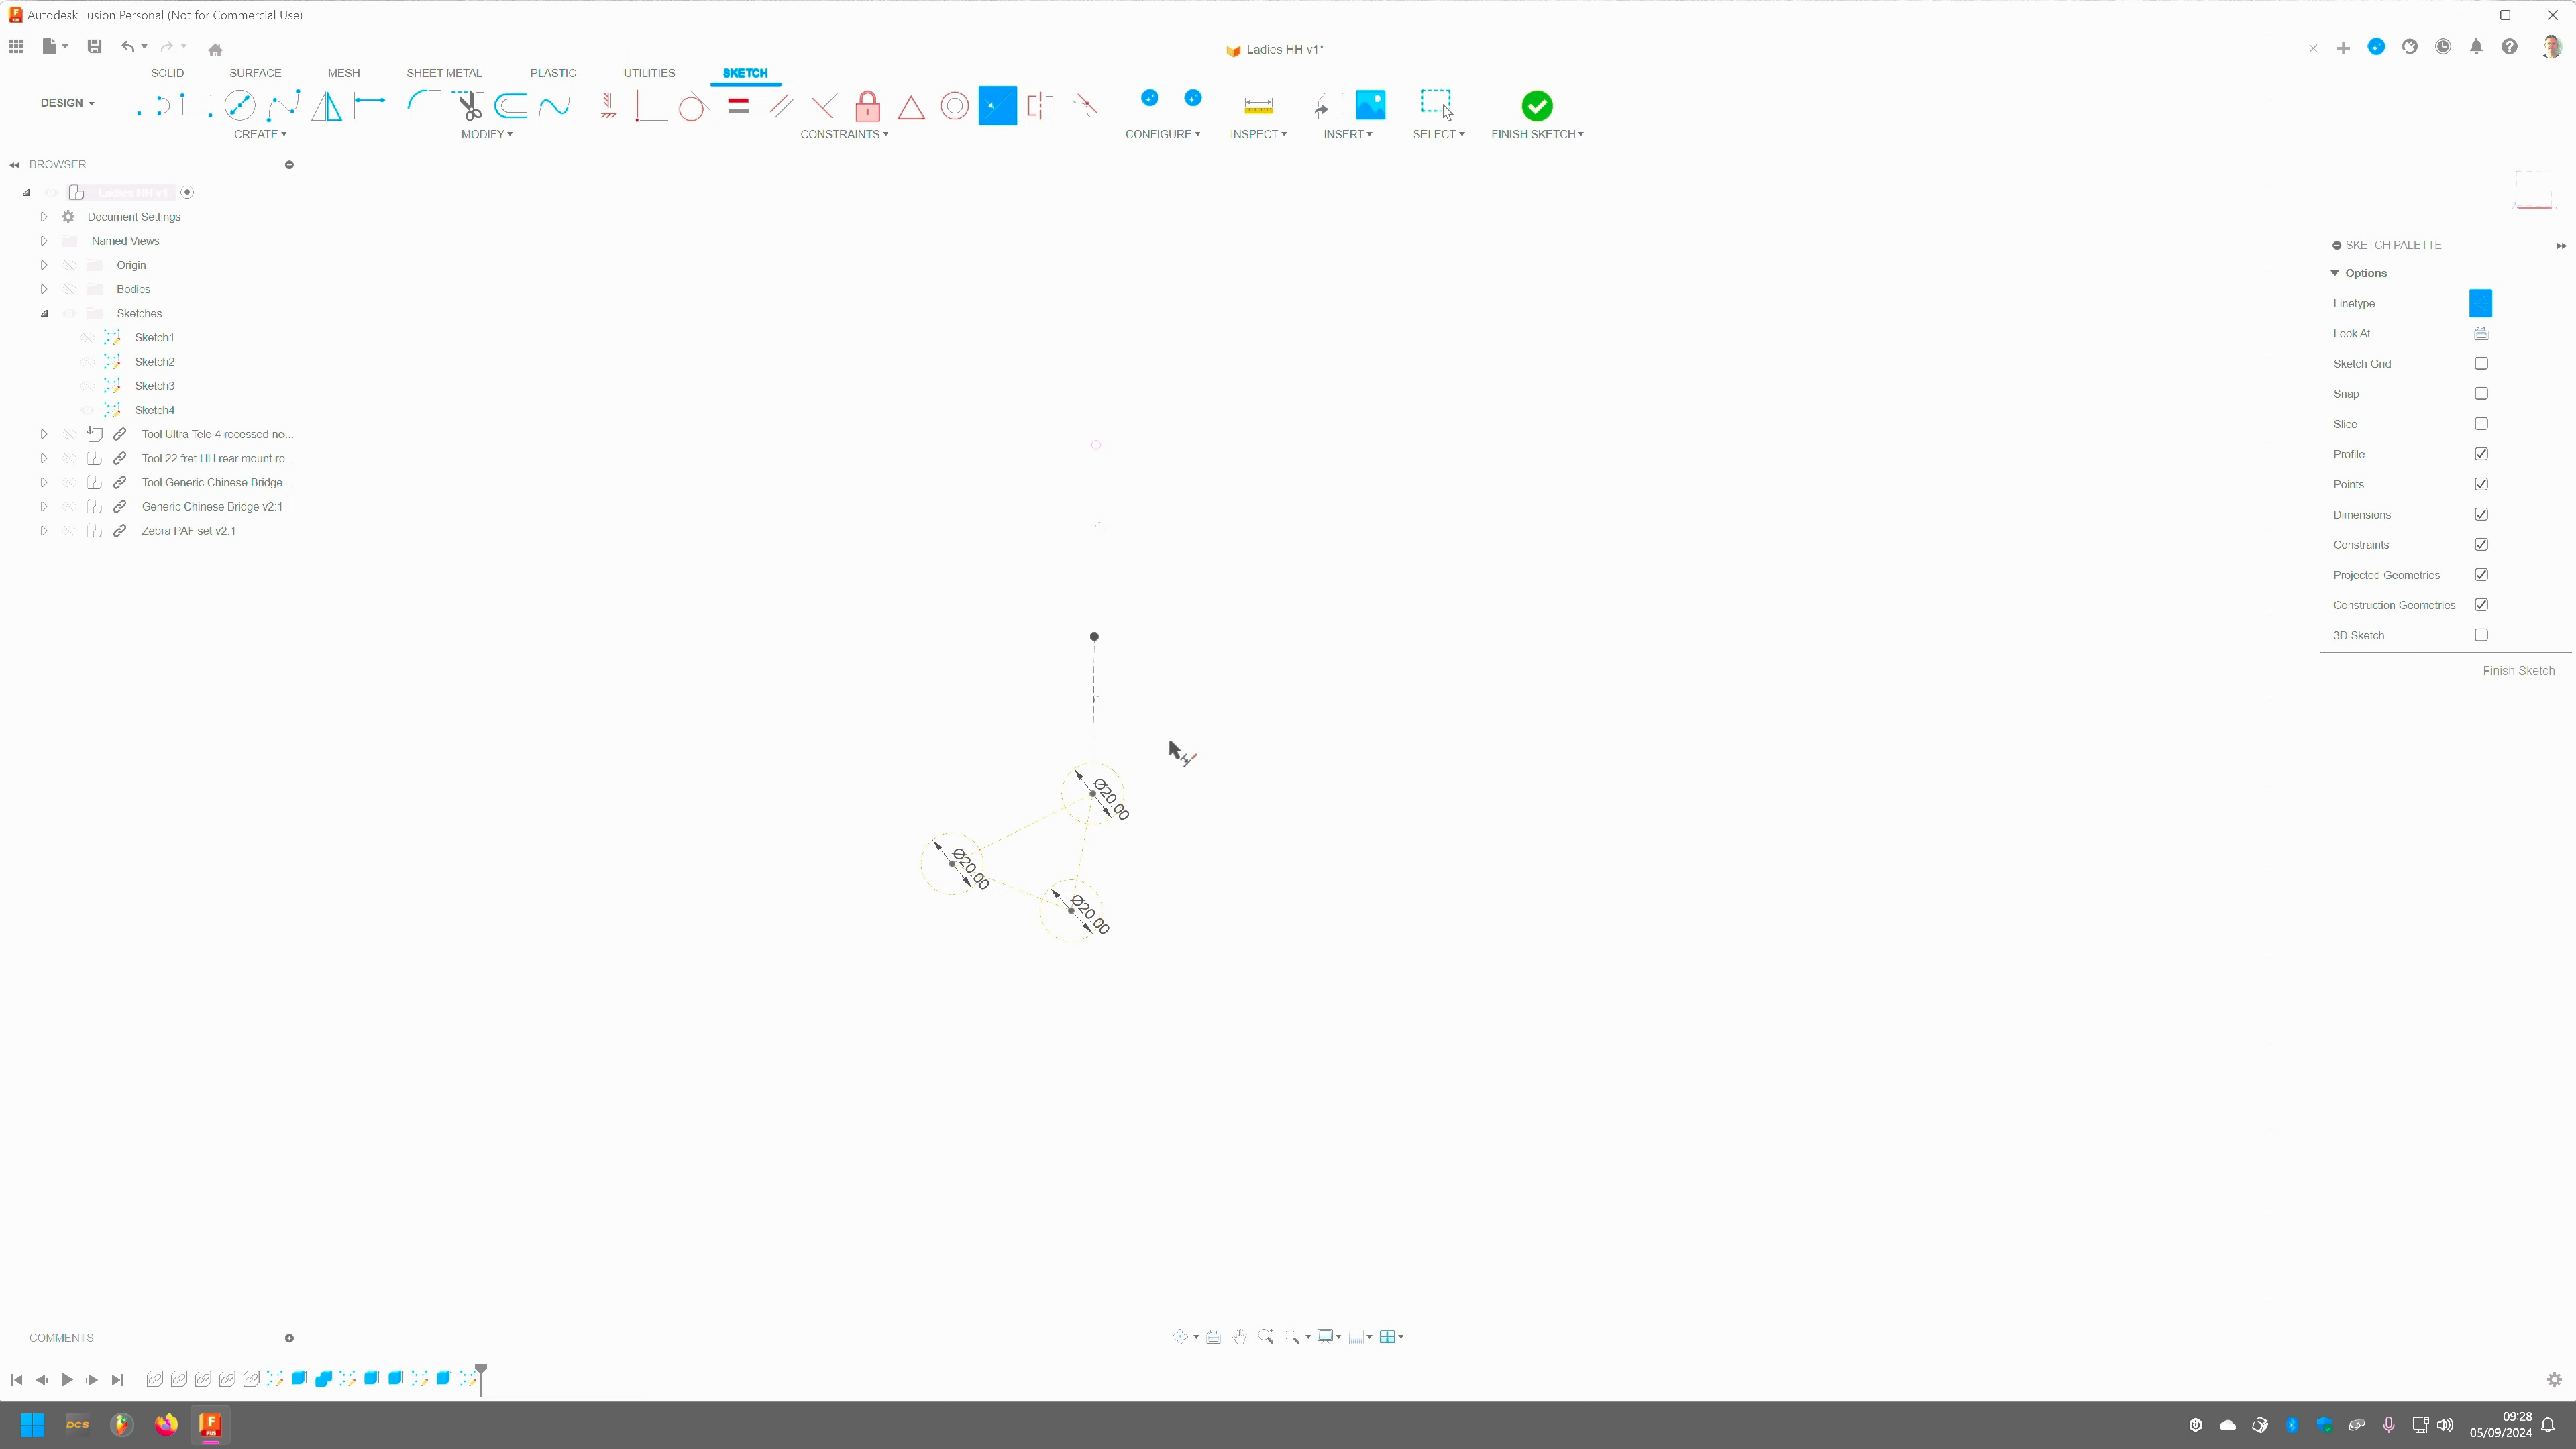 Autodesk Fusion Personal (Not for Commercial Use)
Ladies HH v1*
SOLID SURFACE MESH SHEET METAL PLASTIC UTILITIES SKETCH
DESIGN
CREATE MODIFY CONSTRAINTS CONFIGURE INSPECT INSERT SELECT FINISH SKETCH
BROWSER
Ladies HH v1
Document Settings
Named Views
Origin
Bodies
Sketches
Sketch1
Sketch2
Sketch3
Sketch4
Tool Ultra Tele 4 recessed ne...
Tool 22 fret HH rear mount ro...
Tool Generic Chinese Bridge ...
Generic Chinese Bridge v2:1
Zebra PAF set v2:1
SKETCH PALETTE
Options
Linetype
Look At
Sketch Grid
Snap
Slice
Profile
Points
Dimensions
Constraints
Projected Geometries
Construction Geometries
3D Sketch
Finish Sketch
Ø20.00
Ø20.00
Ø20.00
COMMENTS
DCS
F
FUS
09:28
05/09/2024